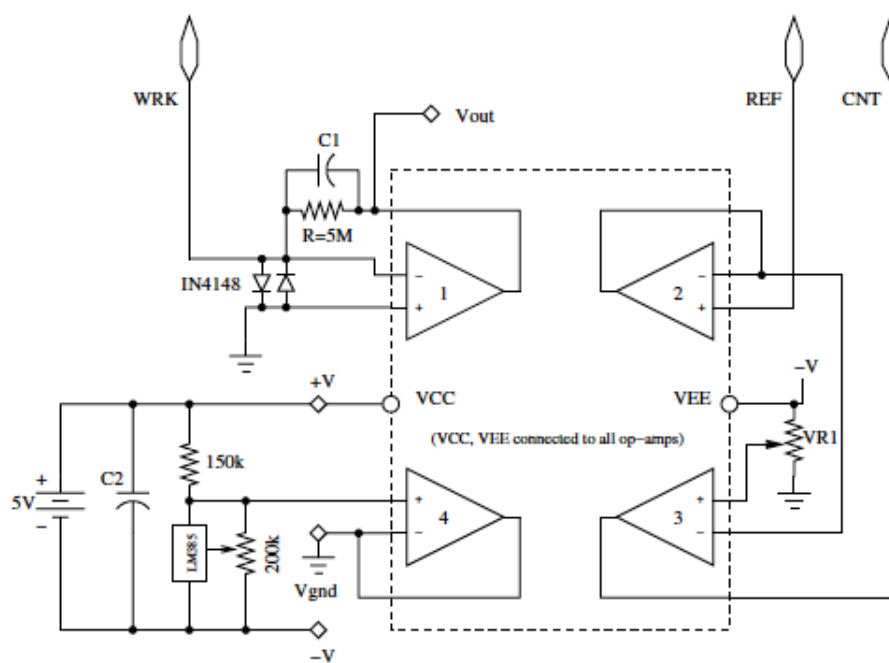 WRK
REF
CNT
Vout
C1
R=5M
IN4148
−
+
1
−
+
2
+V
VCC
VEE
−V
(VCC, VEE connected to all op−amps)
VR1
150k
C2
+
5V
−
LM385
200k
+
−
4
+
−
3
Vgnd
−V